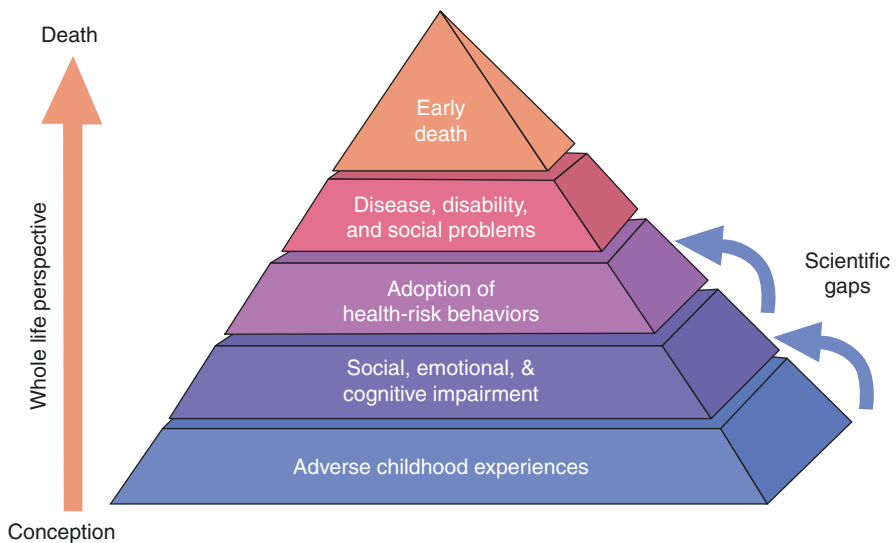 Death
Whole life perspective
Conception
Early
death
Disease, disability,
and social problems
Adoption of
health-risk behaviors
Social, emotional, &
cognitive impairment
Adverse childhood experiences
Scientific
gaps